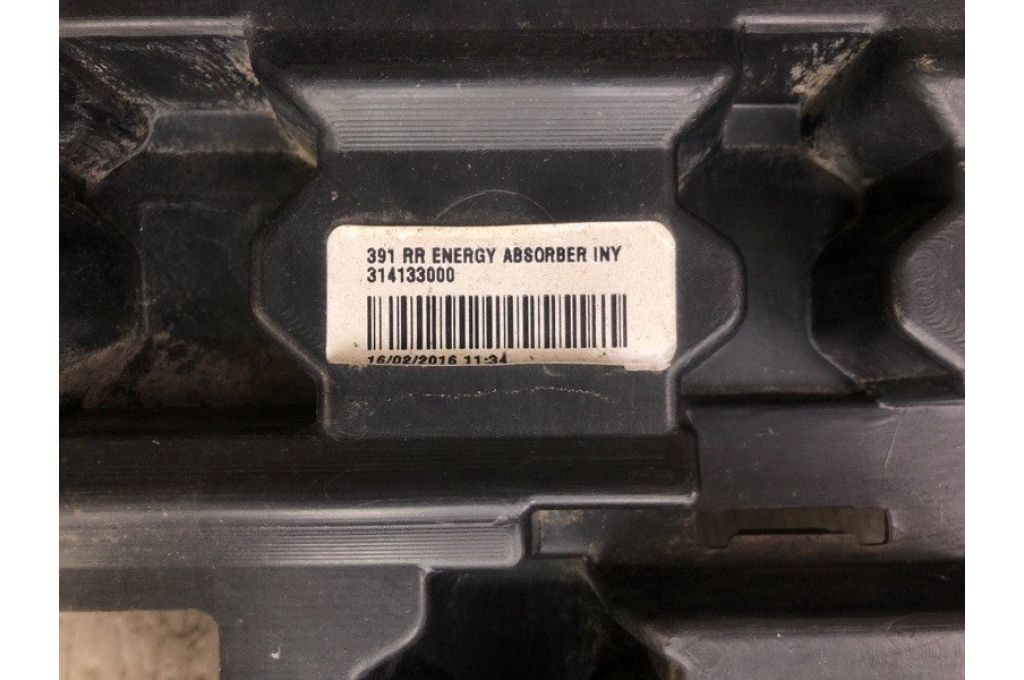 391 RR ENERGY ABSORBER INY
314133000
16/02/2016 11:34